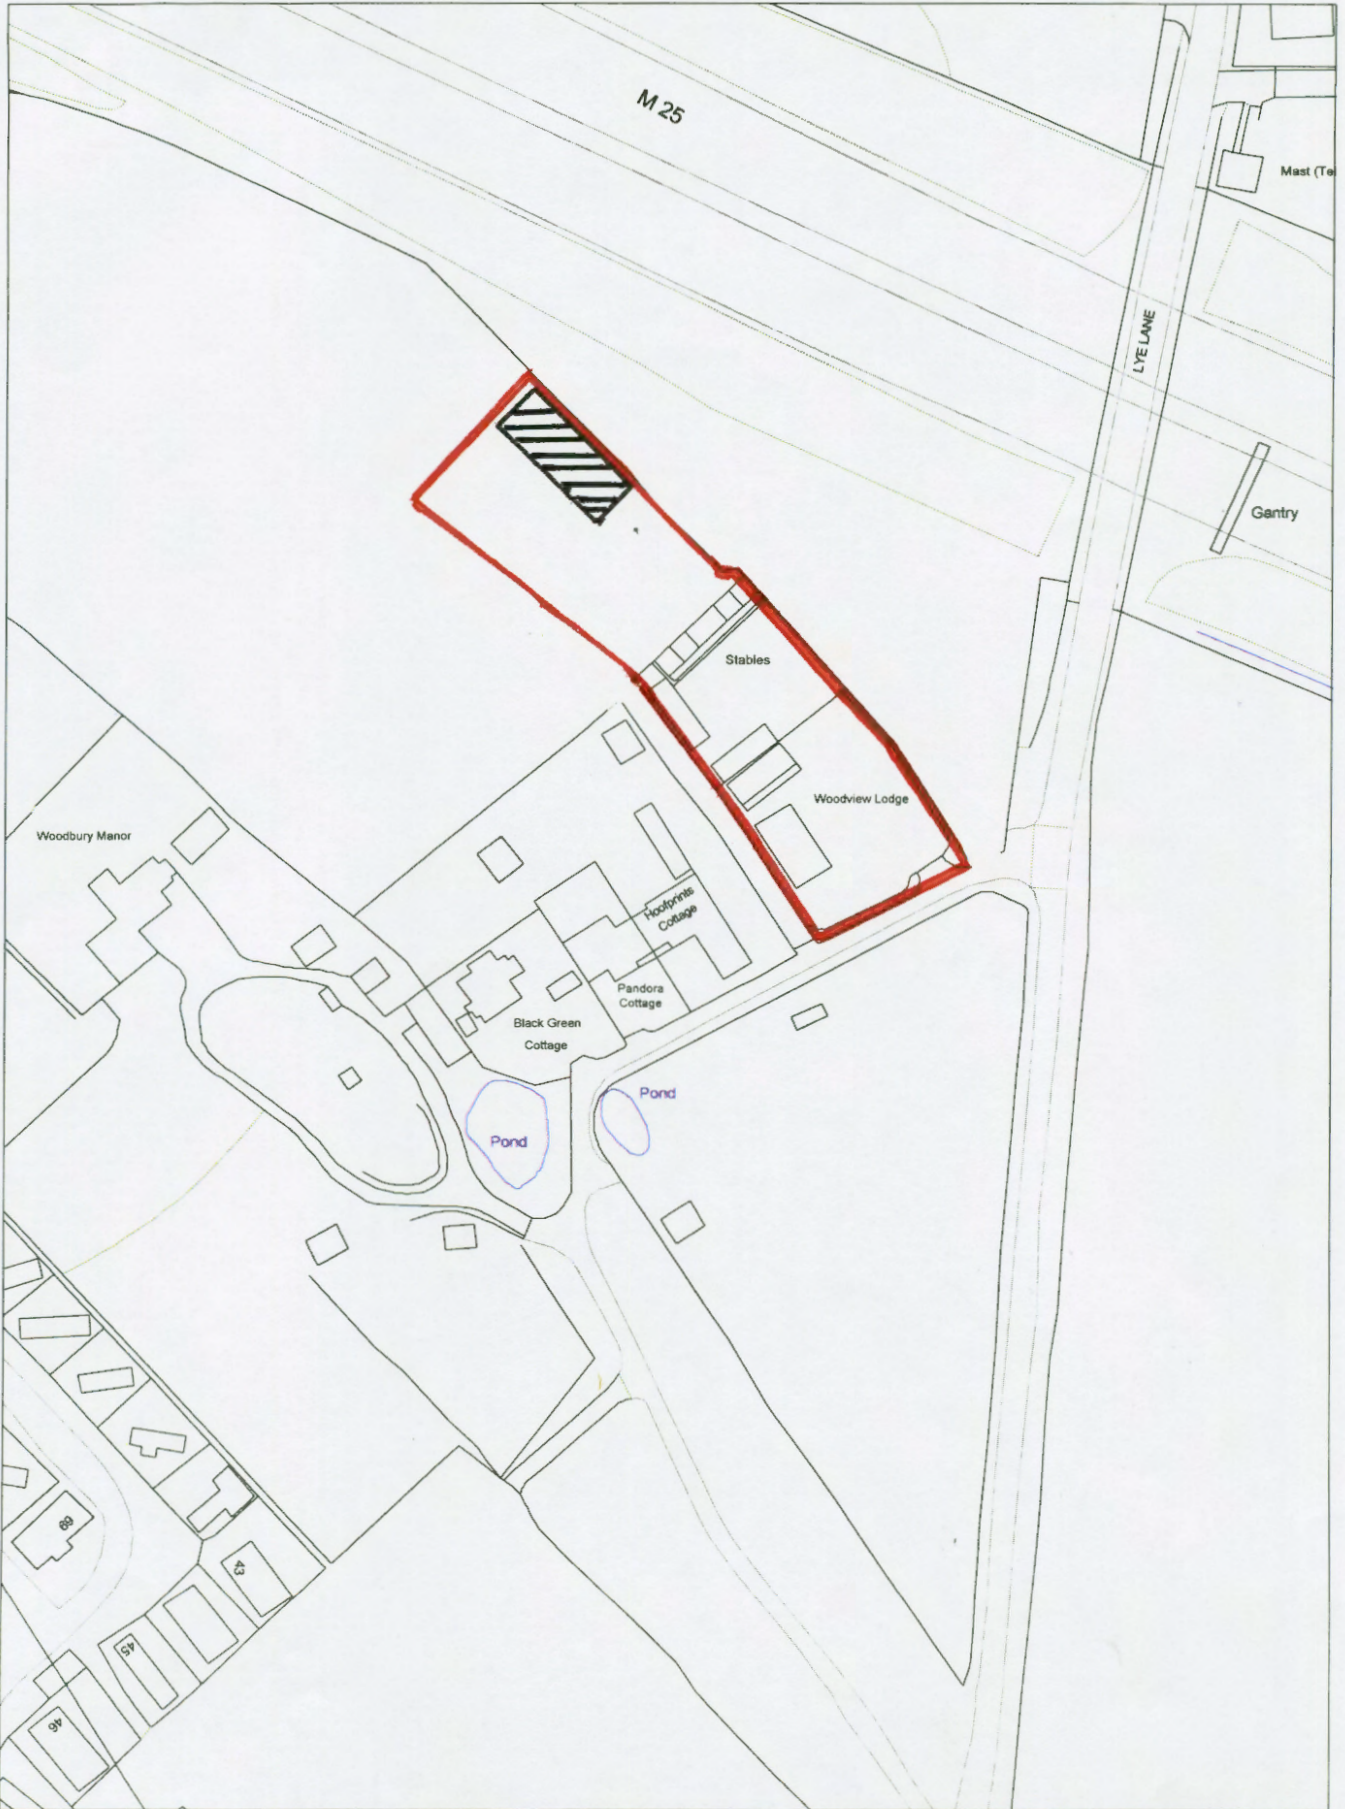 M 25
Mast (Te
LYE LANE
Gantry
Stables
Woodview Lodge
Woodbury Manor
Hoofprints
Cottage
Pandora
Cottage
Black Green
Cottage
Pond
Pond
69
43
45
46